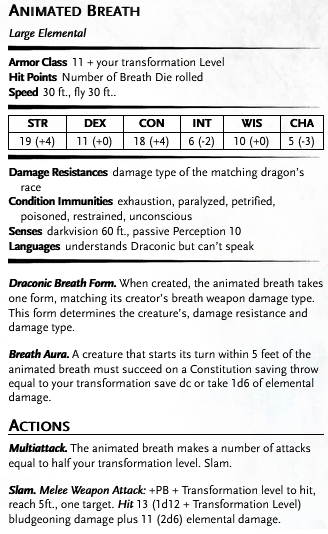 ANIMATED BREATH
Large Elemental
Armor Class 11 + your transformation Level
Hit Points Number of Breath Die rolled
Speed 30 ft., fly 30 ft..
STR DEX CON INT WIS CHA
19 (+4) 11 (+0) 18 (+4) 6 (-2) 10 (+0) 5 (-3)
Damage Resistances damage type of the matching dragon's
race
Condition Immunities exhaustion, paralyzed, petrified,
poisoned, restrained, unconscious
Senses darkvision 60 ft., passive Perception 10
Languages understands Draconic but can't speak
Draconic Breath Form. When created, the animated breath takes
one form, matching its creator's breath weapon damage type.
This form determines the creature's, damage resistance and
damage type.
Breath Aura. A creature that starts its turn within 5 feet of the
animated breath must succeed on a Constitution saving throw
equal to your transformation save dc or take 1d6 of elemental
damage.
ACTIONS
Multiattack. The animated breath makes a number of attacks
equal to half your transformation level. Slam.
Slam. Melee Weapon Attack: +PB + Transformation level to hit,
reach 5ft., one target. Hit 13 (1d12 + Transformation Level)
bludgeoning damage plus 11 (2d6) elemental damage.